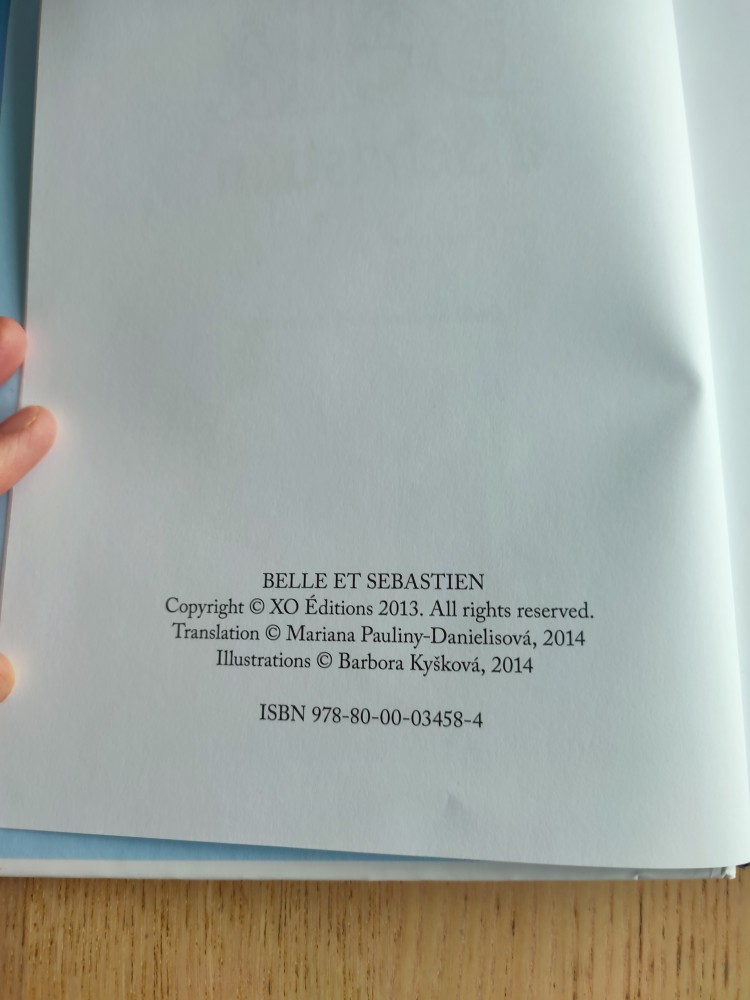 BELLE ET SEBASTIEN
Copyright © XO Éditions 2013. All rights reserved.
Translation © Mariana Pauliny-Danielisová, 2014
Illustrations © Barbora Kyšková, 2014
ISBN 978-80-00-03458-4